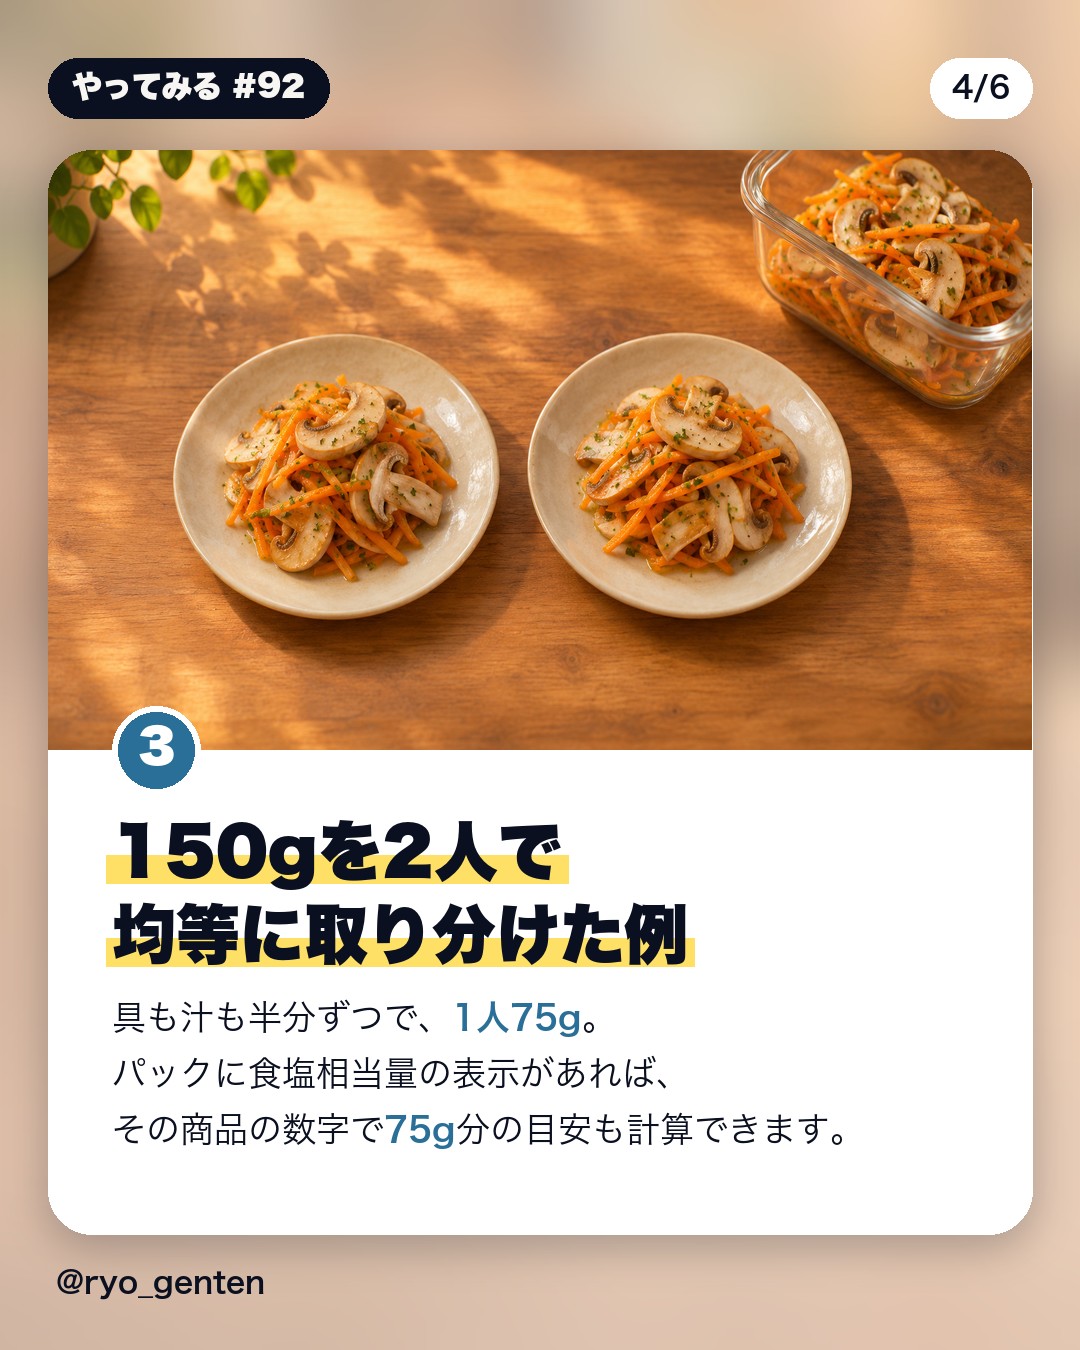 やってみる #92
4/6
3
150gを2人で
均等に取り分けた例
具も汁も半分ずつで、1人75g。
パックに食塩相当量の表示があれば、
その商品の数字で75g分の目安も計算できます。
@ryo_genten